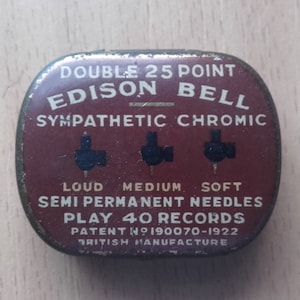 DOUBLE 25 POINT
EDISON BELL
SYMPATHETIC CHROMIC
LOUD MEDIUM SOFT
SEMI PERMANENT NEEDLES
PLAY 40 RECORDS
PATENT Nº 190070-1922
BRITISH MANUFACTURE